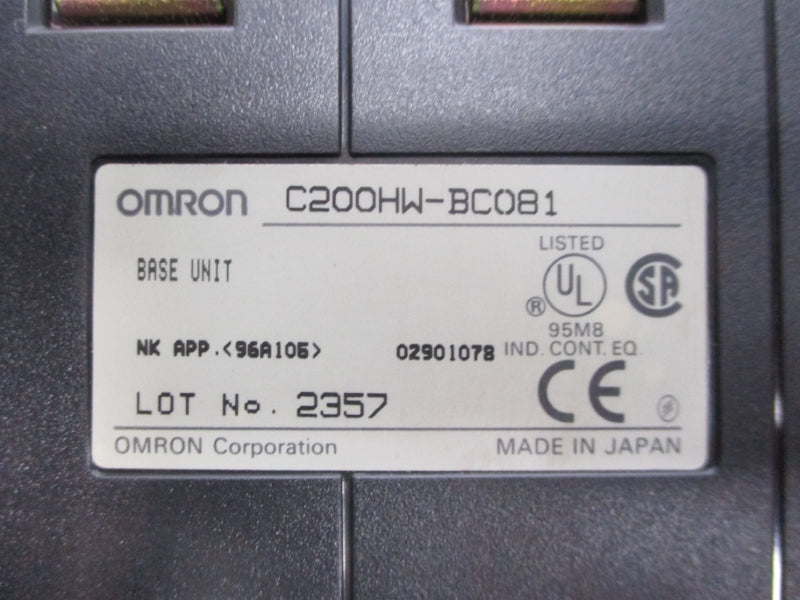 OMRON C200HW-BC081
BASE UNIT
LISTED
UL
®
SA
95M8
NK APP.<96A105> 02901078 IND. CONT. EQ.
CE
LOT No. 2357
OMRON Corporation MADE IN JAPAN